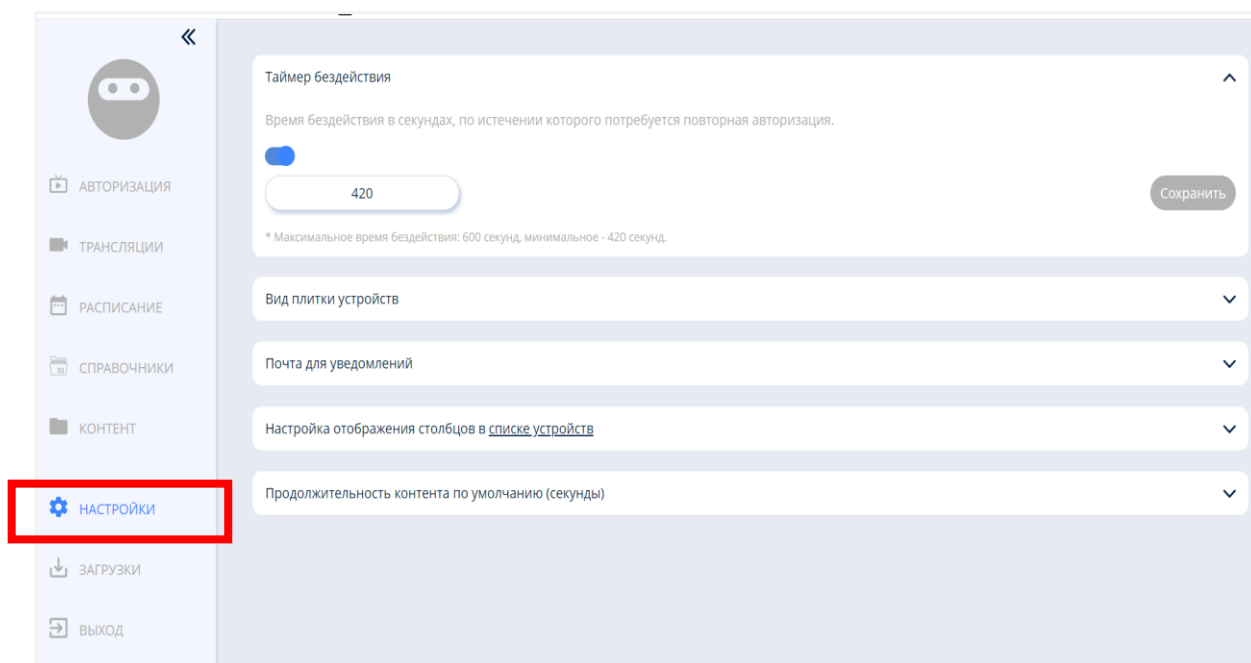 АВТОРИЗАЦИЯ
ТРАНСЛЯЦИИ
РАСПИСАНИЕ
СПРАВОЧНИКИ
КОНТЕНТ
НАСТРОЙКИ
ЗАГРУЗКИ
ВЫХОД
Таймер бездействия
Время бездействия в секундах, по истечении которого потребуется повторная авторизация.
420
Сохранить
* Максимальное время бездействия: 600 секунд, минимальное - 420 секунд.
Вид плитки устройств
Почта для уведомлений
Настройка отображения столбцов в списке устройств
Продолжительность контента по умолчанию (секунды)